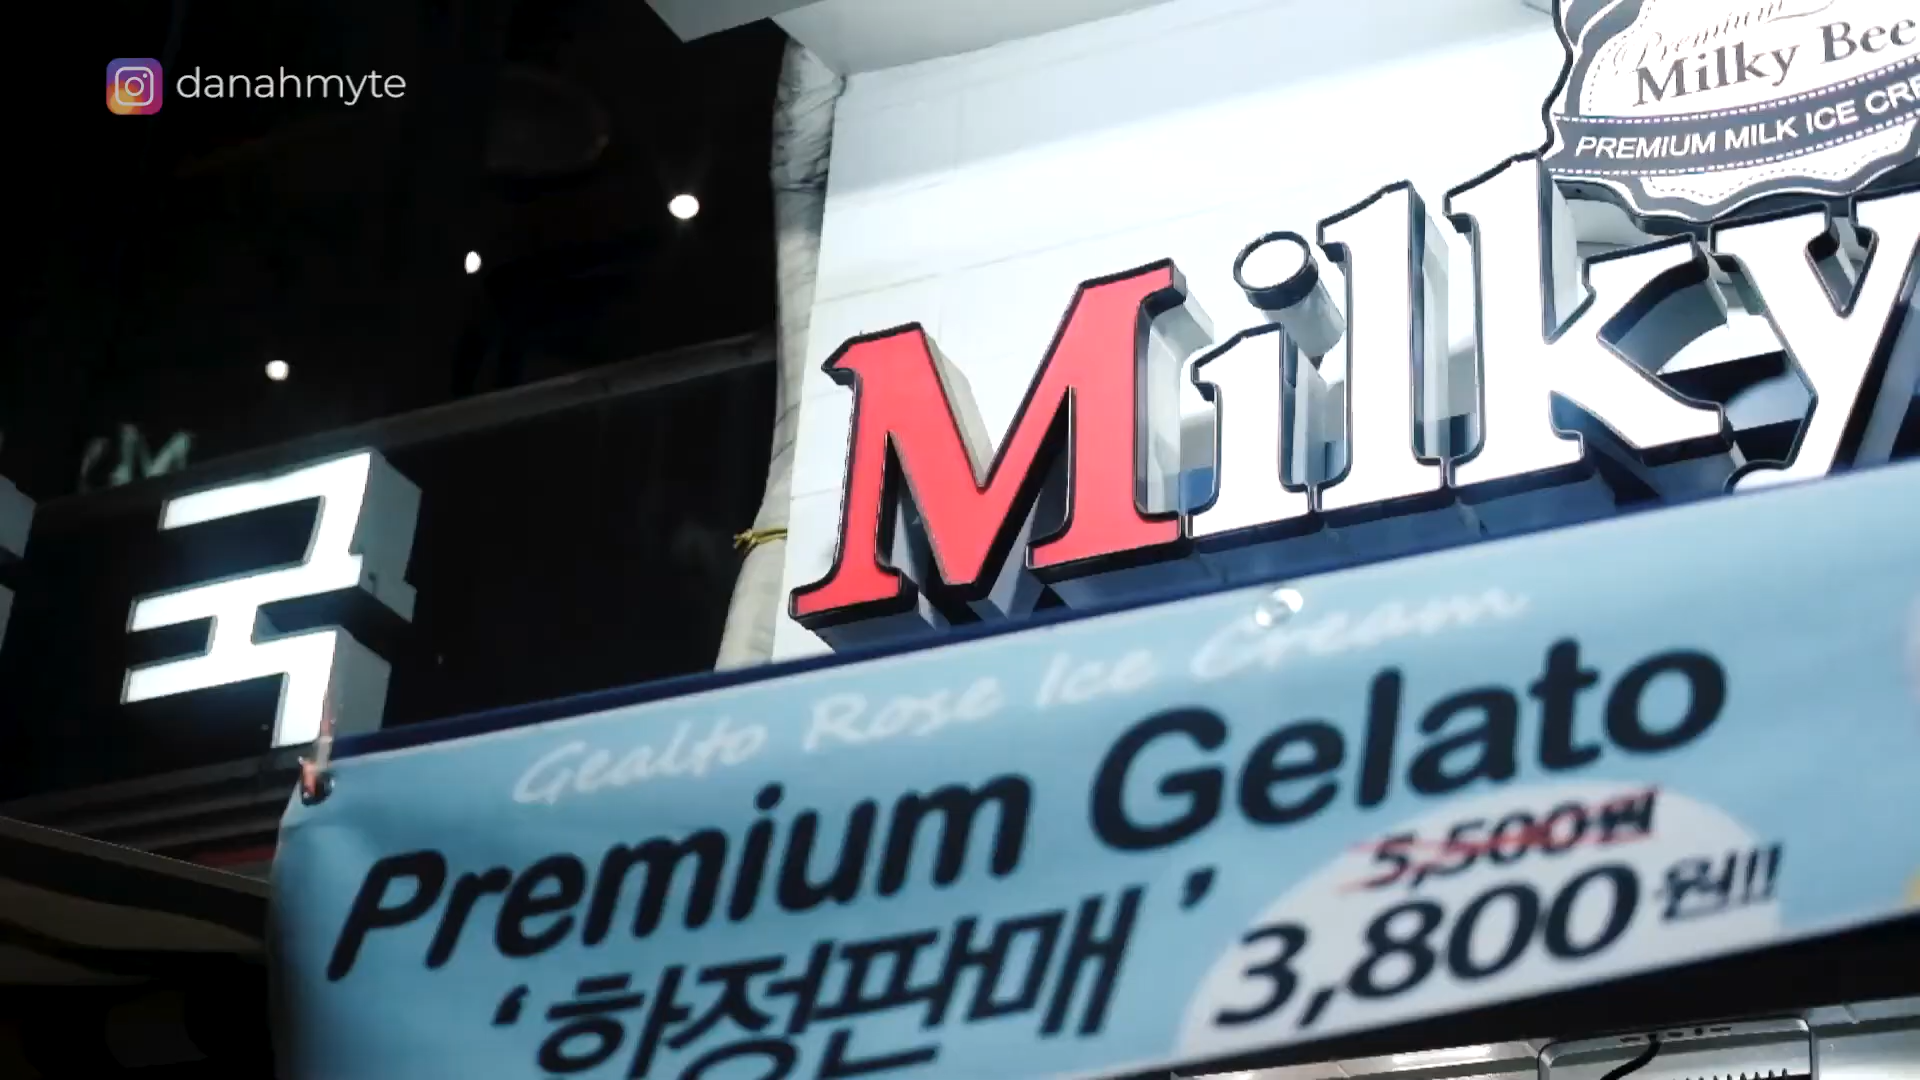 danahmyte
Premium
Milky Bee
PREMIUM MILK ICE CRE
Milky
국
Gealto Rose Ice Cream
Premium Gelato
5,500원
'한정판매'
3,800원!!